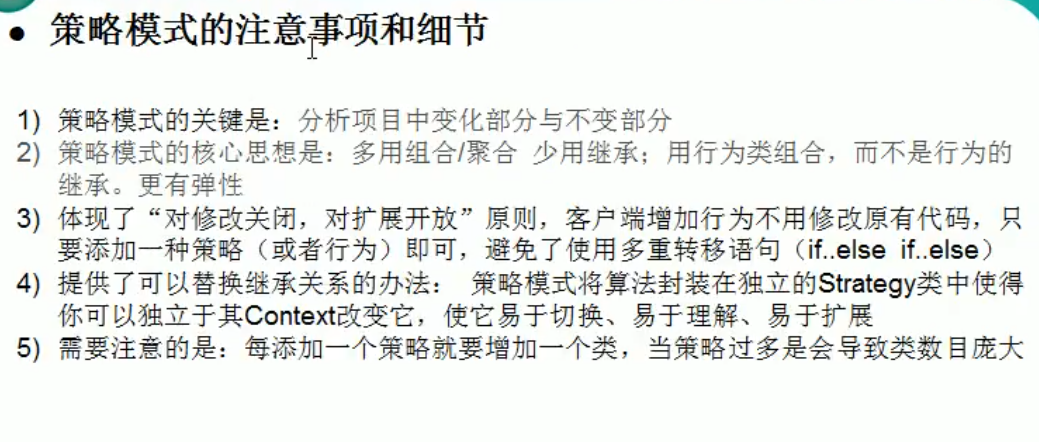 • 策略模式的注意事项和细节
1) 策略模式的关键是：分析项目中变化部分与不变部分
2) 策略模式的核心思想是：多用组合/聚合 少用继承；用行为类组合，而不是行为的
继承。更有弹性
3) 体现了“对修改关闭，对扩展开放”原则，客户端增加行为不用修改原有代码，只
要添加一种策略（或者行为）即可，避免了使用多重转移语句（if..else if..else）
4) 提供了可以替换继承关系的办法： 策略模式将算法封装在独立的Strategy类中使得
你可以独立于其Context改变它，使它易于切换、易于理解、易于扩展
5) 需要注意的是：每添加一个策略就要增加一个类，当策略过多是会导致类数目庞大